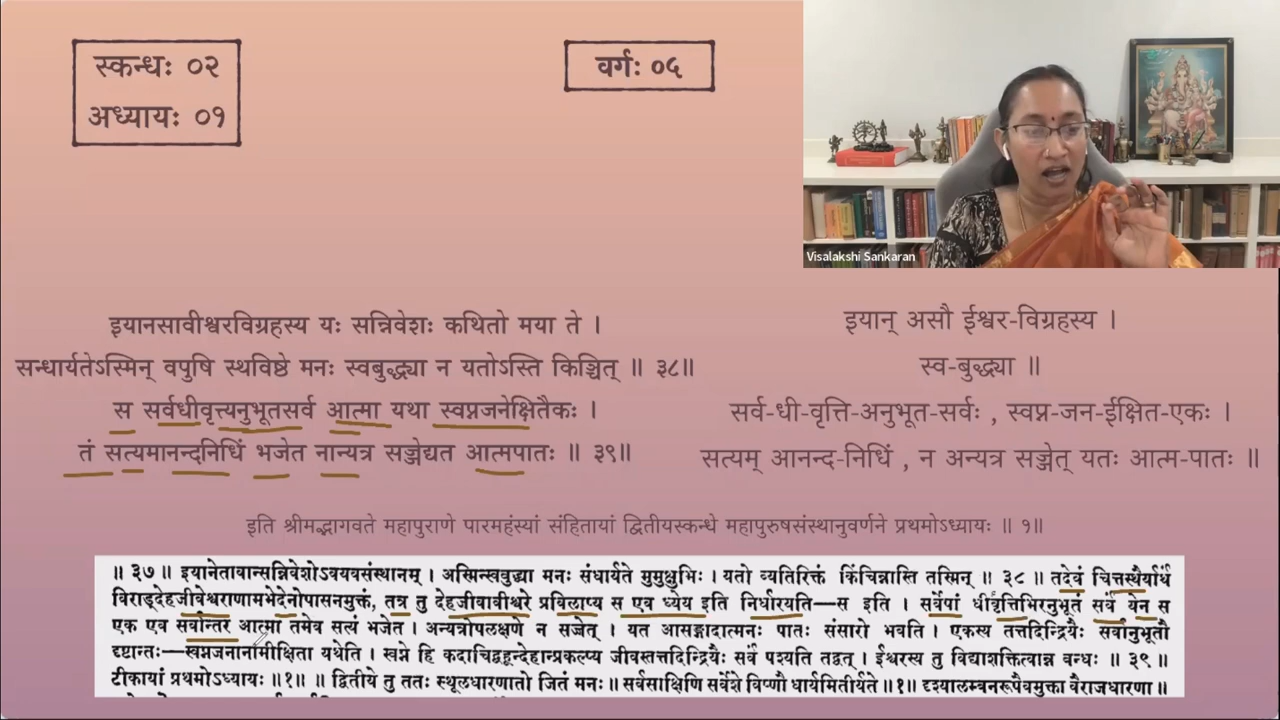 स्कन्धः ०२
अध्यायः ०१
वर्गः ०५
Visalakshi Sankaran
इयानसावीश्वरविग्रहस्य यः सन्निवेशः कथितो मया ते ।
सन्धार्यतेऽस्मिन् वपुषि स्थविष्ठे मनः स्वबुद्ध्या न यतोऽस्ति किञ्चित् ॥ ३८॥
स सर्वधीवृत्त्यनुभूतसर्व आत्मा यथा स्वप्नजनेक्षितैकः ।
तं सत्यमानन्दनिधिं भजेत नान्यत्र सज्जेद्यत आत्मपातः ॥ ३९॥
इयान् असौ ईश्वर-विग्रहस्य ।
स्व-बुद्ध्या ॥
सर्व-धी-वृत्ति-अनुभूत-सर्वः , स्वप्न-जन-ईक्षित-एकः ।
सत्यम् आनन्द-निधिं , न अन्यत्र सज्जेत् यतः आत्म-पातः ॥
इति श्रीमद्भागवते महापुराणे पारमहंस्यां संहितायां द्वितीयस्कन्धे महापुरुषसंस्थानुवर्णने प्रथमोऽध्यायः ॥ १॥
॥ ३७ ॥ इयानेतावान्सन्निवेशोऽवयवसंस्थानम् । अस्मिन्स्वबुद्ध्या मनः संधार्यते मुमुक्षुभिः । यतो व्यतिरिक्तं किंचिन्नास्ति तस्मिन् ॥ ३८ ॥ तदेवं चित्तस्थैर्यार्थं
विराड्देहजीवेश्वराणामभेदेनोपासनमुक्तं, तत्र तु देहजीवावीश्वरे प्रविलाप्य स एव ध्येय इति निर्धारयति—स इति । सर्वेषां धीवृत्तिभिरनुभूतं सर्वं येन स
एक एव सर्वान्तर आत्मा तमेव सत्यं भजेत । अन्यत्रोपलक्षणे न सज्जेत् । यत आसङ्गादात्मनः पातः संसारो भवति । एकस्य तत्तदिन्द्रियैः सर्वानुभूतौ
दृष्टान्तः—स्वप्नजनानामीक्षिता यथेति । स्वप्ने हि कदाचिद्बहून्देहान्प्रकल्प्य जीवस्तत्तदिन्द्रियैः सर्वं पश्यति तद्वत् । ईश्वरस्य तु विद्याशक्तित्वान्न बन्धः ॥ ३९ ॥
टीकायां प्रथमोऽध्यायः ॥१॥ ॥ द्वितीये तु ततः स्थूलधारणातो जितं मनः ॥ सर्वसाक्षिणि सर्वेशे विष्णौ धार्यमितीर्यते ॥१॥ दृश्यालम्बनरूपैवमुक्ता वैराजधारणा ॥